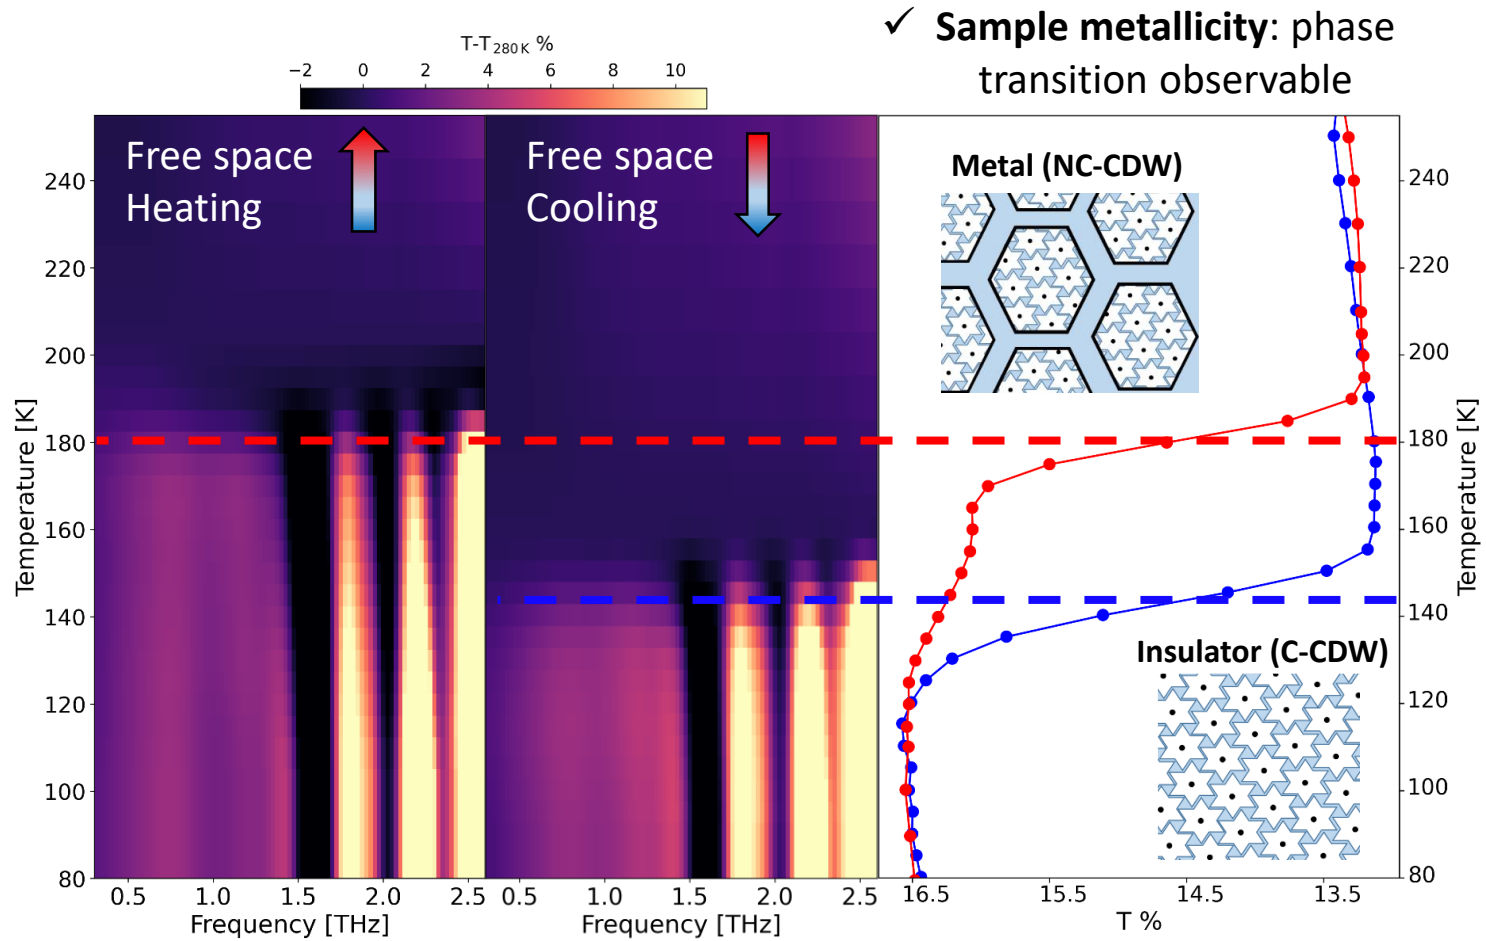 ✓ Sample metallicity: phase
transition observable
T-T280 K %
−2 0 2 4 6 8 10
Free space
Heating
Free space
Cooling
Metal (NC-CDW)
Insulator (C-CDW)
Temperature [K]
240
220
200
180
160
140
120
100
80
0.5 1.0 1.5 2.0 2.5
Frequency [THz]
0.5 1.0 1.5 2.0 2.5
Frequency [THz]
16.5 15.5 14.5 13.5
T %
240
220
200
180
160
140
120
100
80
Temperature [K]